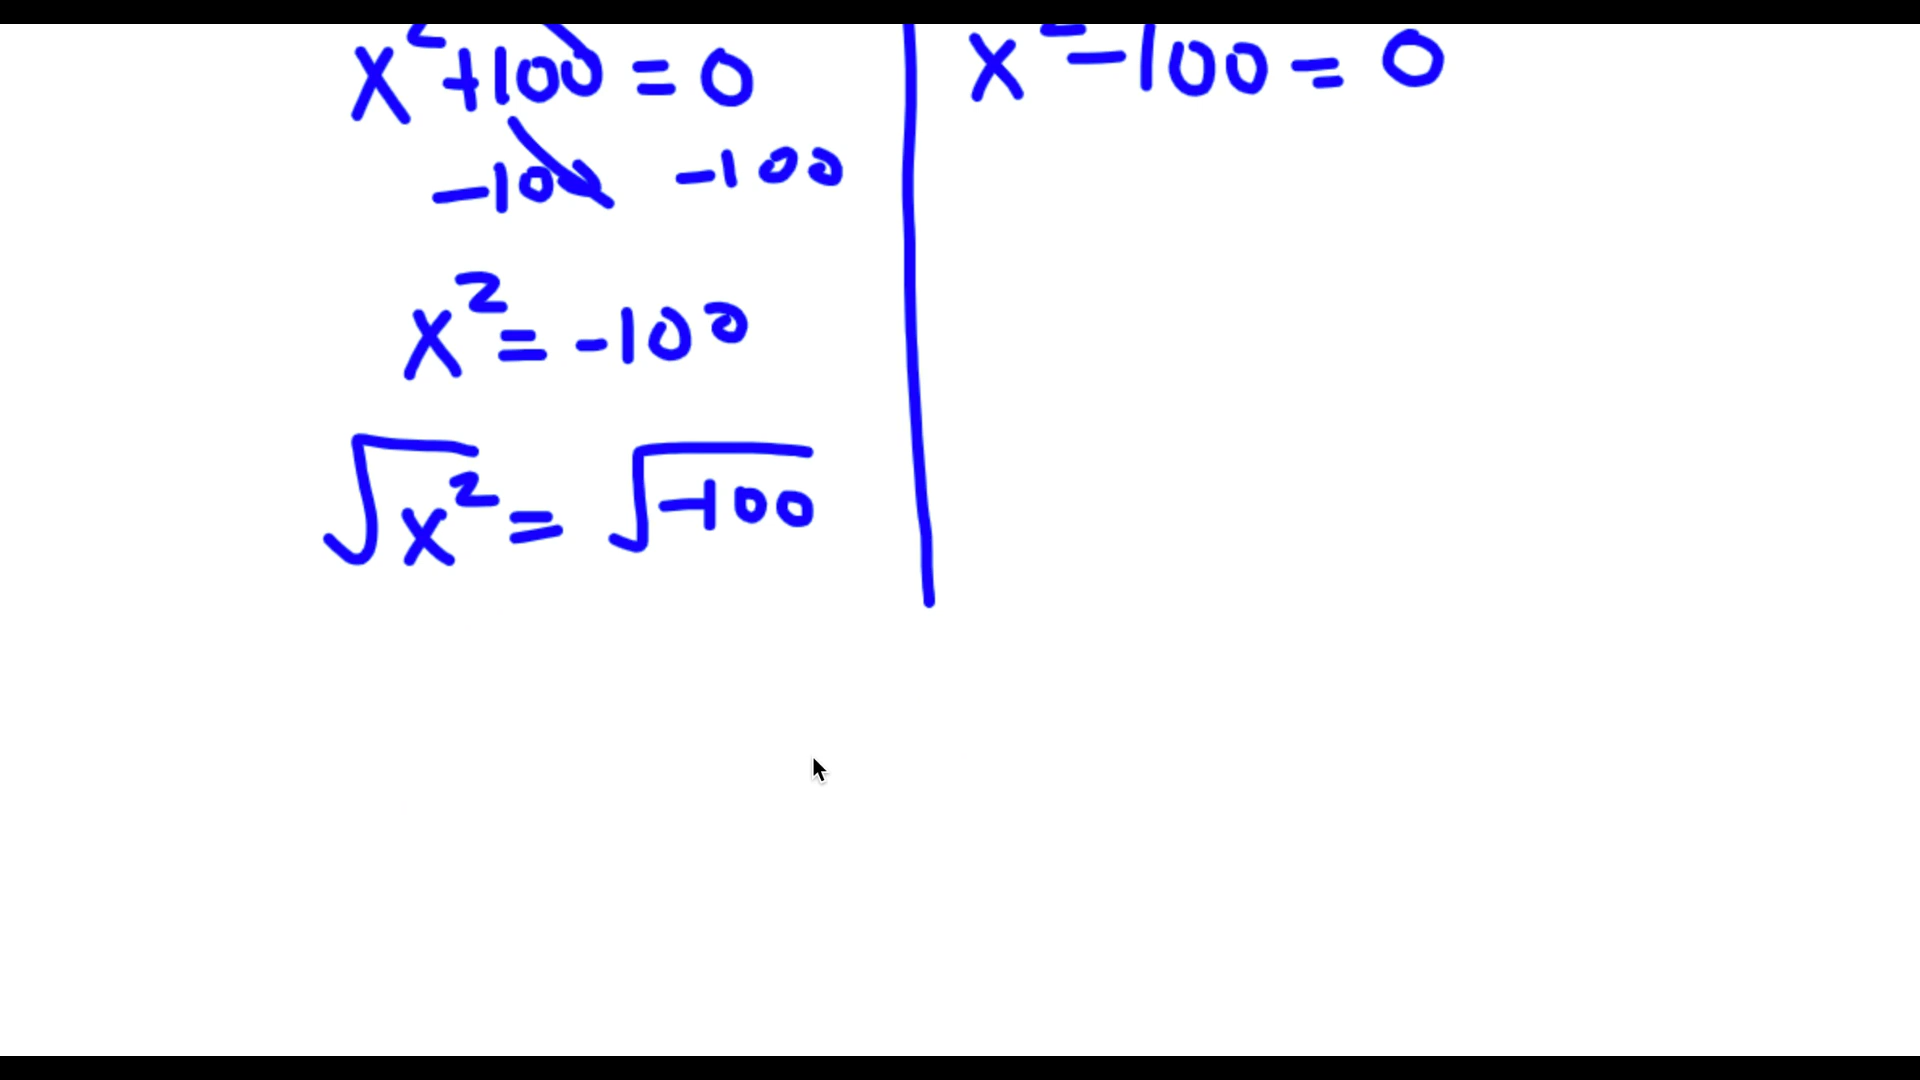 x² + 100 = 0
-100 -100
x² = -100
√x² = √-100
x² - 100 = 0